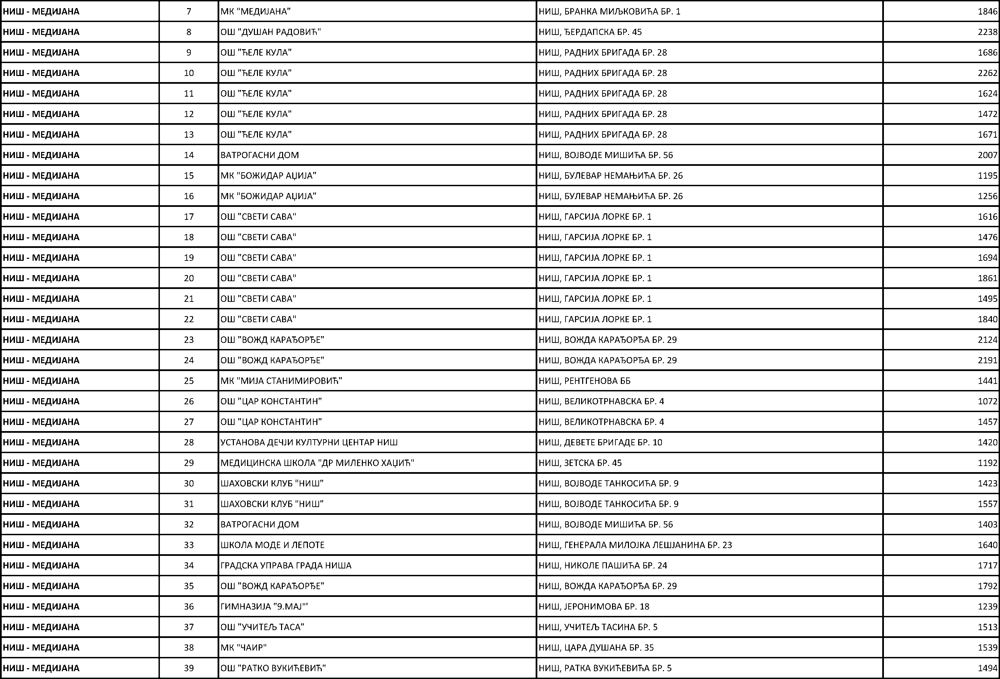 НИШ - МЕДИЈАНА 7 МК "МЕДИЈАНА" НИШ, БРАНКА МИЉКОВИЋА БР. 1 1846
НИШ - МЕДИЈАНА 8 ОШ "ДУШАН РАДОВИЋ" НИШ, ЂЕРДАПСКА БР. 45 2238
НИШ - МЕДИЈАНА 9 ОШ "ЋЕЛЕ КУЛА" НИШ, РАДНИХ БРИГАДА БР. 28 1686
НИШ - МЕДИЈАНА 10 ОШ "ЋЕЛЕ КУЛА" НИШ, РАДНИХ БРИГАДА БР. 28 2262
НИШ - МЕДИЈАНА 11 ОШ "ЋЕЛЕ КУЛА" НИШ, РАДНИХ БРИГАДА БР. 28 1624
НИШ - МЕДИЈАНА 12 ОШ "ЋЕЛЕ КУЛА" НИШ, РАДНИХ БРИГАДА БР. 28 1472
НИШ - МЕДИЈАНА 13 ОШ "ЋЕЛЕ КУЛА" НИШ, РАДНИХ БРИГАДА БР. 28 1671
НИШ - МЕДИЈАНА 14 ВАТРОГАСНИ ДОМ НИШ, ВОЈВОДЕ МИШИЋА БР. 56 2007
НИШ - МЕДИЈАНА 15 МК "БОЖИДАР АЏИЈА" НИШ, БУЛЕВАР НЕМАЊИЋА БР. 26 1195
НИШ - МЕДИЈАНА 16 МК "БОЖИДАР АЏИЈА" НИШ, БУЛЕВАР НЕМАЊИЋА БР. 26 1256
НИШ - МЕДИЈАНА 17 ОШ "СВЕТИ САВА" НИШ, ГАРСИЈА ЛОРКЕ БР. 1 1616
НИШ - МЕДИЈАНА 18 ОШ "СВЕТИ САВА" НИШ, ГАРСИЈА ЛОРКЕ БР. 1 1476
НИШ - МЕДИЈАНА 19 ОШ "СВЕТИ САВА" НИШ, ГАРСИЈА ЛОРКЕ БР. 1 1694
НИШ - МЕДИЈАНА 20 ОШ "СВЕТИ САВА" НИШ, ГАРСИЈА ЛОРКЕ БР. 1 1861
НИШ - МЕДИЈАНА 21 ОШ "СВЕТИ САВА" НИШ, ГАРСИЈА ЛОРКЕ БР. 1 1495
НИШ - МЕДИЈАНА 22 ОШ "СВЕТИ САВА" НИШ, ГАРСИЈА ЛОРКЕ БР. 1 1840
НИШ - МЕДИЈАНА 23 ОШ "ВОЖД КАРАЂОРЂЕ" НИШ, ВОЖДА КАРАЂОРЂА БР. 29 2124
НИШ - МЕДИЈАНА 24 ОШ "ВОЖД КАРАЂОРЂЕ" НИШ, ВОЖДА КАРАЂОРЂА БР. 29 2191
НИШ - МЕДИЈАНА 25 МК "МИЈА СТАНИМИРОВИЋ" НИШ, РЕНТГЕНОВА ББ 1441
НИШ - МЕДИЈАНА 26 ОШ "ЦАР КОНСТАНТИН" НИШ, ВЕЛИКОТРНАВСКА БР. 4 1072
НИШ - МЕДИЈАНА 27 ОШ "ЦАР КОНСТАНТИН" НИШ, ВЕЛИКОТРНАВСКА БР. 4 1457
НИШ - МЕДИЈАНА 28 УСТАНОВА ДЕЧЈИ КУЛТУРНИ ЦЕНТАР НИШ НИШ, ДЕВЕТЕ БРИГАДЕ БР. 10 1420
НИШ - МЕДИЈАНА 29 МЕДИЦИНСКА ШКОЛА "ДР МИЛЕНКО ХАЏИЋ" НИШ, ЗЕТСКА БР. 45 1192
НИШ - МЕДИЈАНА 30 ШАХОВСКИ КЛУБ "НИШ" НИШ, ВОЈВОДЕ ТАНКОСИЋА БР. 9 1423
НИШ - МЕДИЈАНА 31 ШАХОВСКИ КЛУБ "НИШ" НИШ, ВОЈВОДЕ ТАНКОСИЋА БР. 9 1557
НИШ - МЕДИЈАНА 32 ВАТРОГАСНИ ДОМ НИШ, ВОЈВОДЕ МИШИЋА БР. 56 1403
НИШ - МЕДИЈАНА 33 ШКОЛА МОДЕ И ЛЕПОТЕ НИШ, ГЕНЕРАЛА МИЛОЈКА ЛЕШЈАНИНА БР. 23 1640
НИШ - МЕДИЈАНА 34 ГРАДСКА УПРАВА ГРАДА НИША НИШ, НИКОЛЕ ПАШИЋА БР. 24 1717
НИШ - МЕДИЈАНА 35 ОШ "ВОЖД КАРАЂОРЂЕ" НИШ, ВОЖДА КАРАЂОРЂА БР. 29 1792
НИШ - МЕДИЈАНА 36 ГИМНАЗИЈА "9.МАЈ"' НИШ, ЈЕРОНИМОВА БР. 18 1239
НИШ - МЕДИЈАНА 37 ОШ "УЧИТЕЉ ТАСА" НИШ, УЧИТЕЉ ТАСИНА БР. 5 1513
НИШ - МЕДИЈАНА 38 МК "ЧАИР" НИШ, ЦАРА ДУШАНА БР. 35 1539
НИШ - МЕДИЈАНА 39 ОШ "РАТКО ВУКИЋЕВИЋ" НИШ, РАТКА ВУКИЋЕВИЋА БР. 5 1494